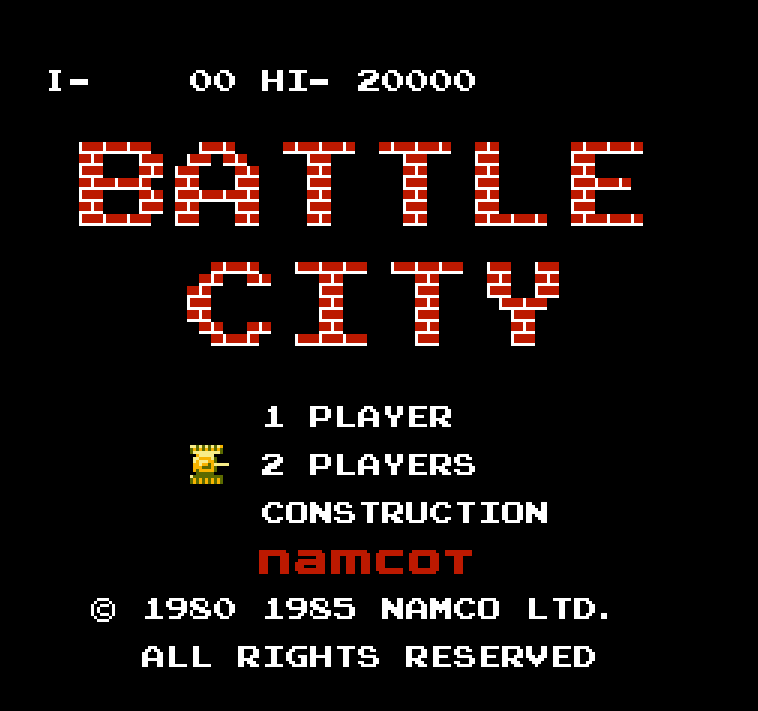 I-     00 HI- 20000
BATTLE
CITY
1 PLAYER
2 PLAYERS
CONSTRUCTION
namcot
© 1980 1985 NAMCO LTD.
ALL RIGHTS RESERVED